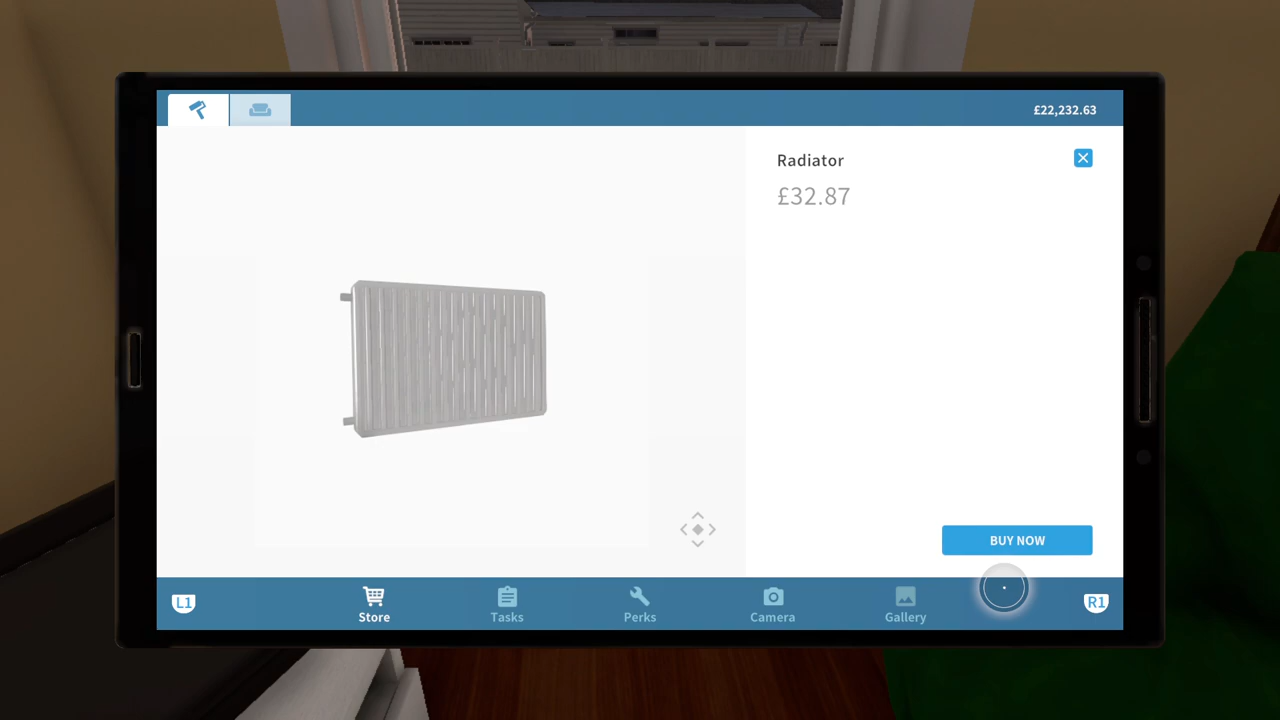 £22,232.63
Radiator
£32.87
BUY NOW
L1
Store
Tasks
Perks
Camera
Gallery
R1